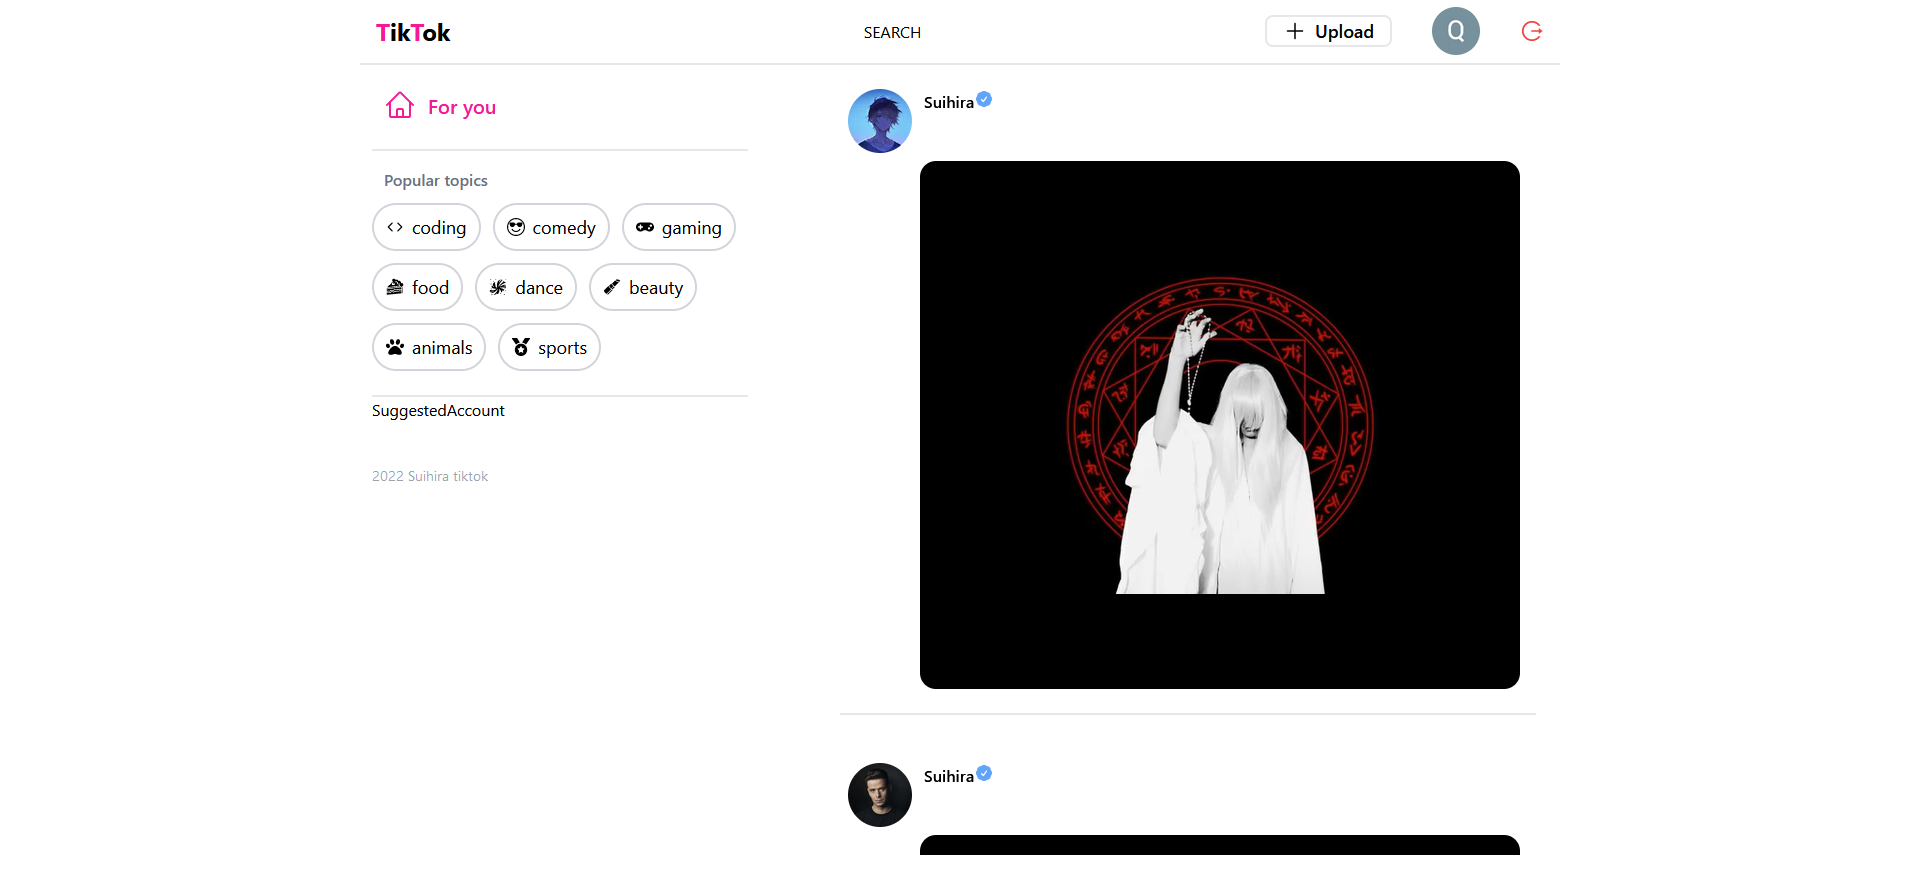 TikTok
SEARCH
Upload
Q
For you
Popular topics
coding
comedy
gaming
food
dance
beauty
animals
sports
SuggestedAccount
2022 Suihira tiktok
Suihira
Suihira